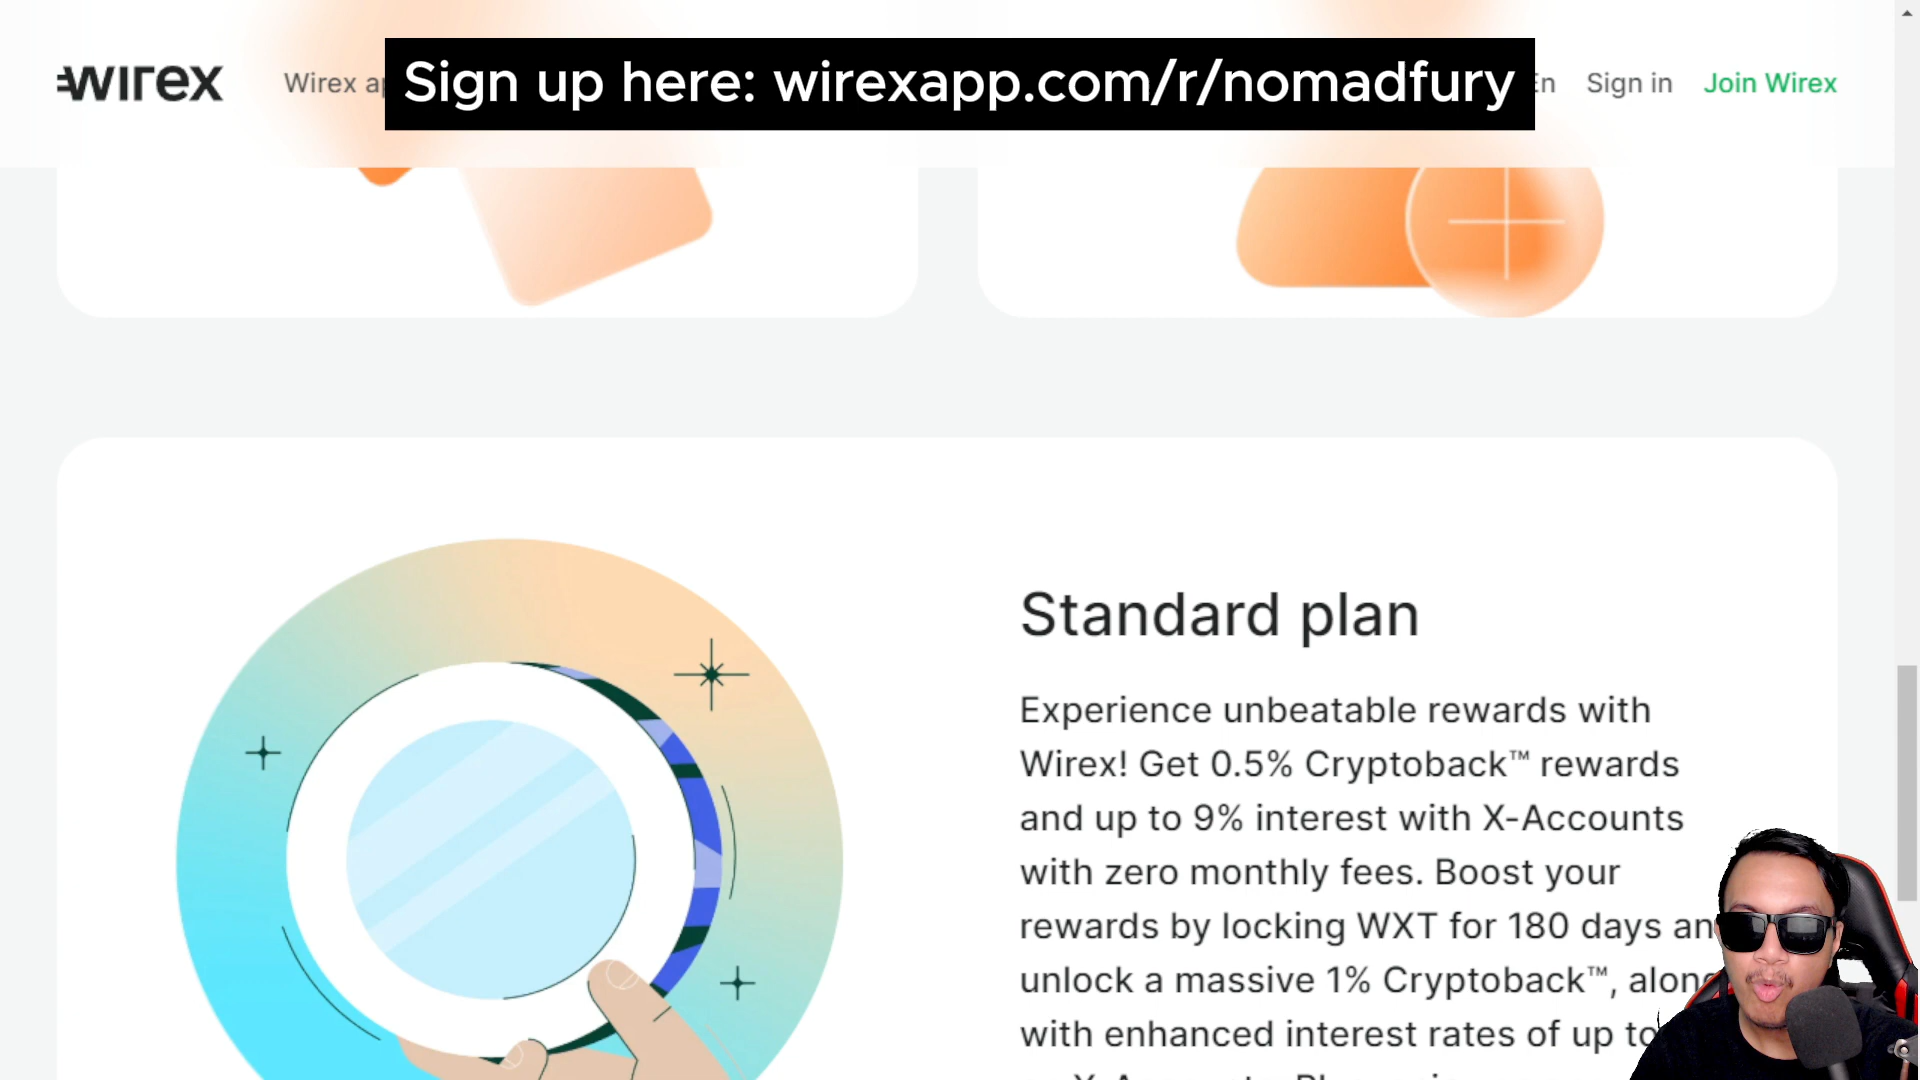 wirex
Wirex
Sign up here: wirexapp.com/r/nomadfury
En
Sign in
Join Wirex
Standard plan
Experience unbeatable rewards with
Wirex! Get 0.5% Cryptoback™ rewards
and up to 9% interest with X-Accounts
with zero monthly fees. Boost your
rewards by locking WXT for 180 days
unlock a massive 1% Cryptoback™,
with enhanced interest rates of up to